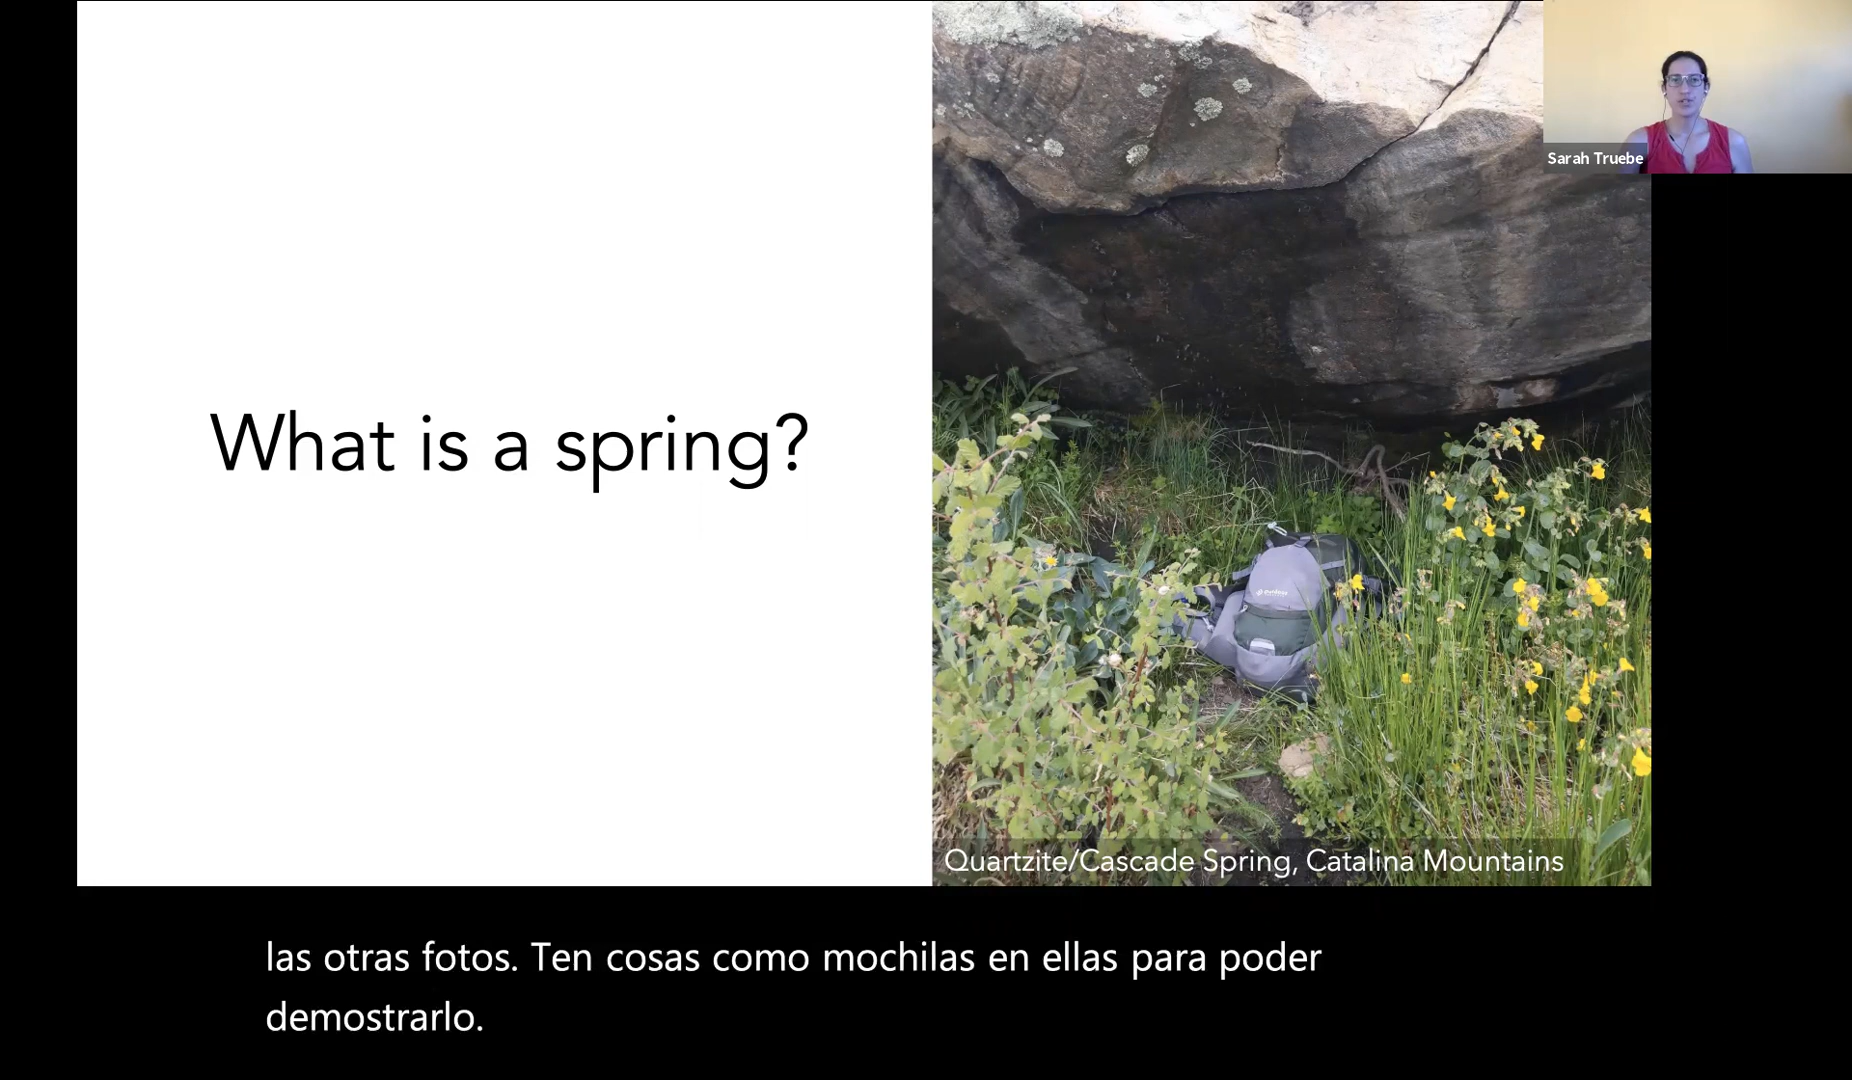 Sarah Truebe
What is a spring?
Quartzite/Cascade Spring, Catalina Mountains
las otras fotos. Ten cosas como mochilas en ellas para poder
demostrarlo.